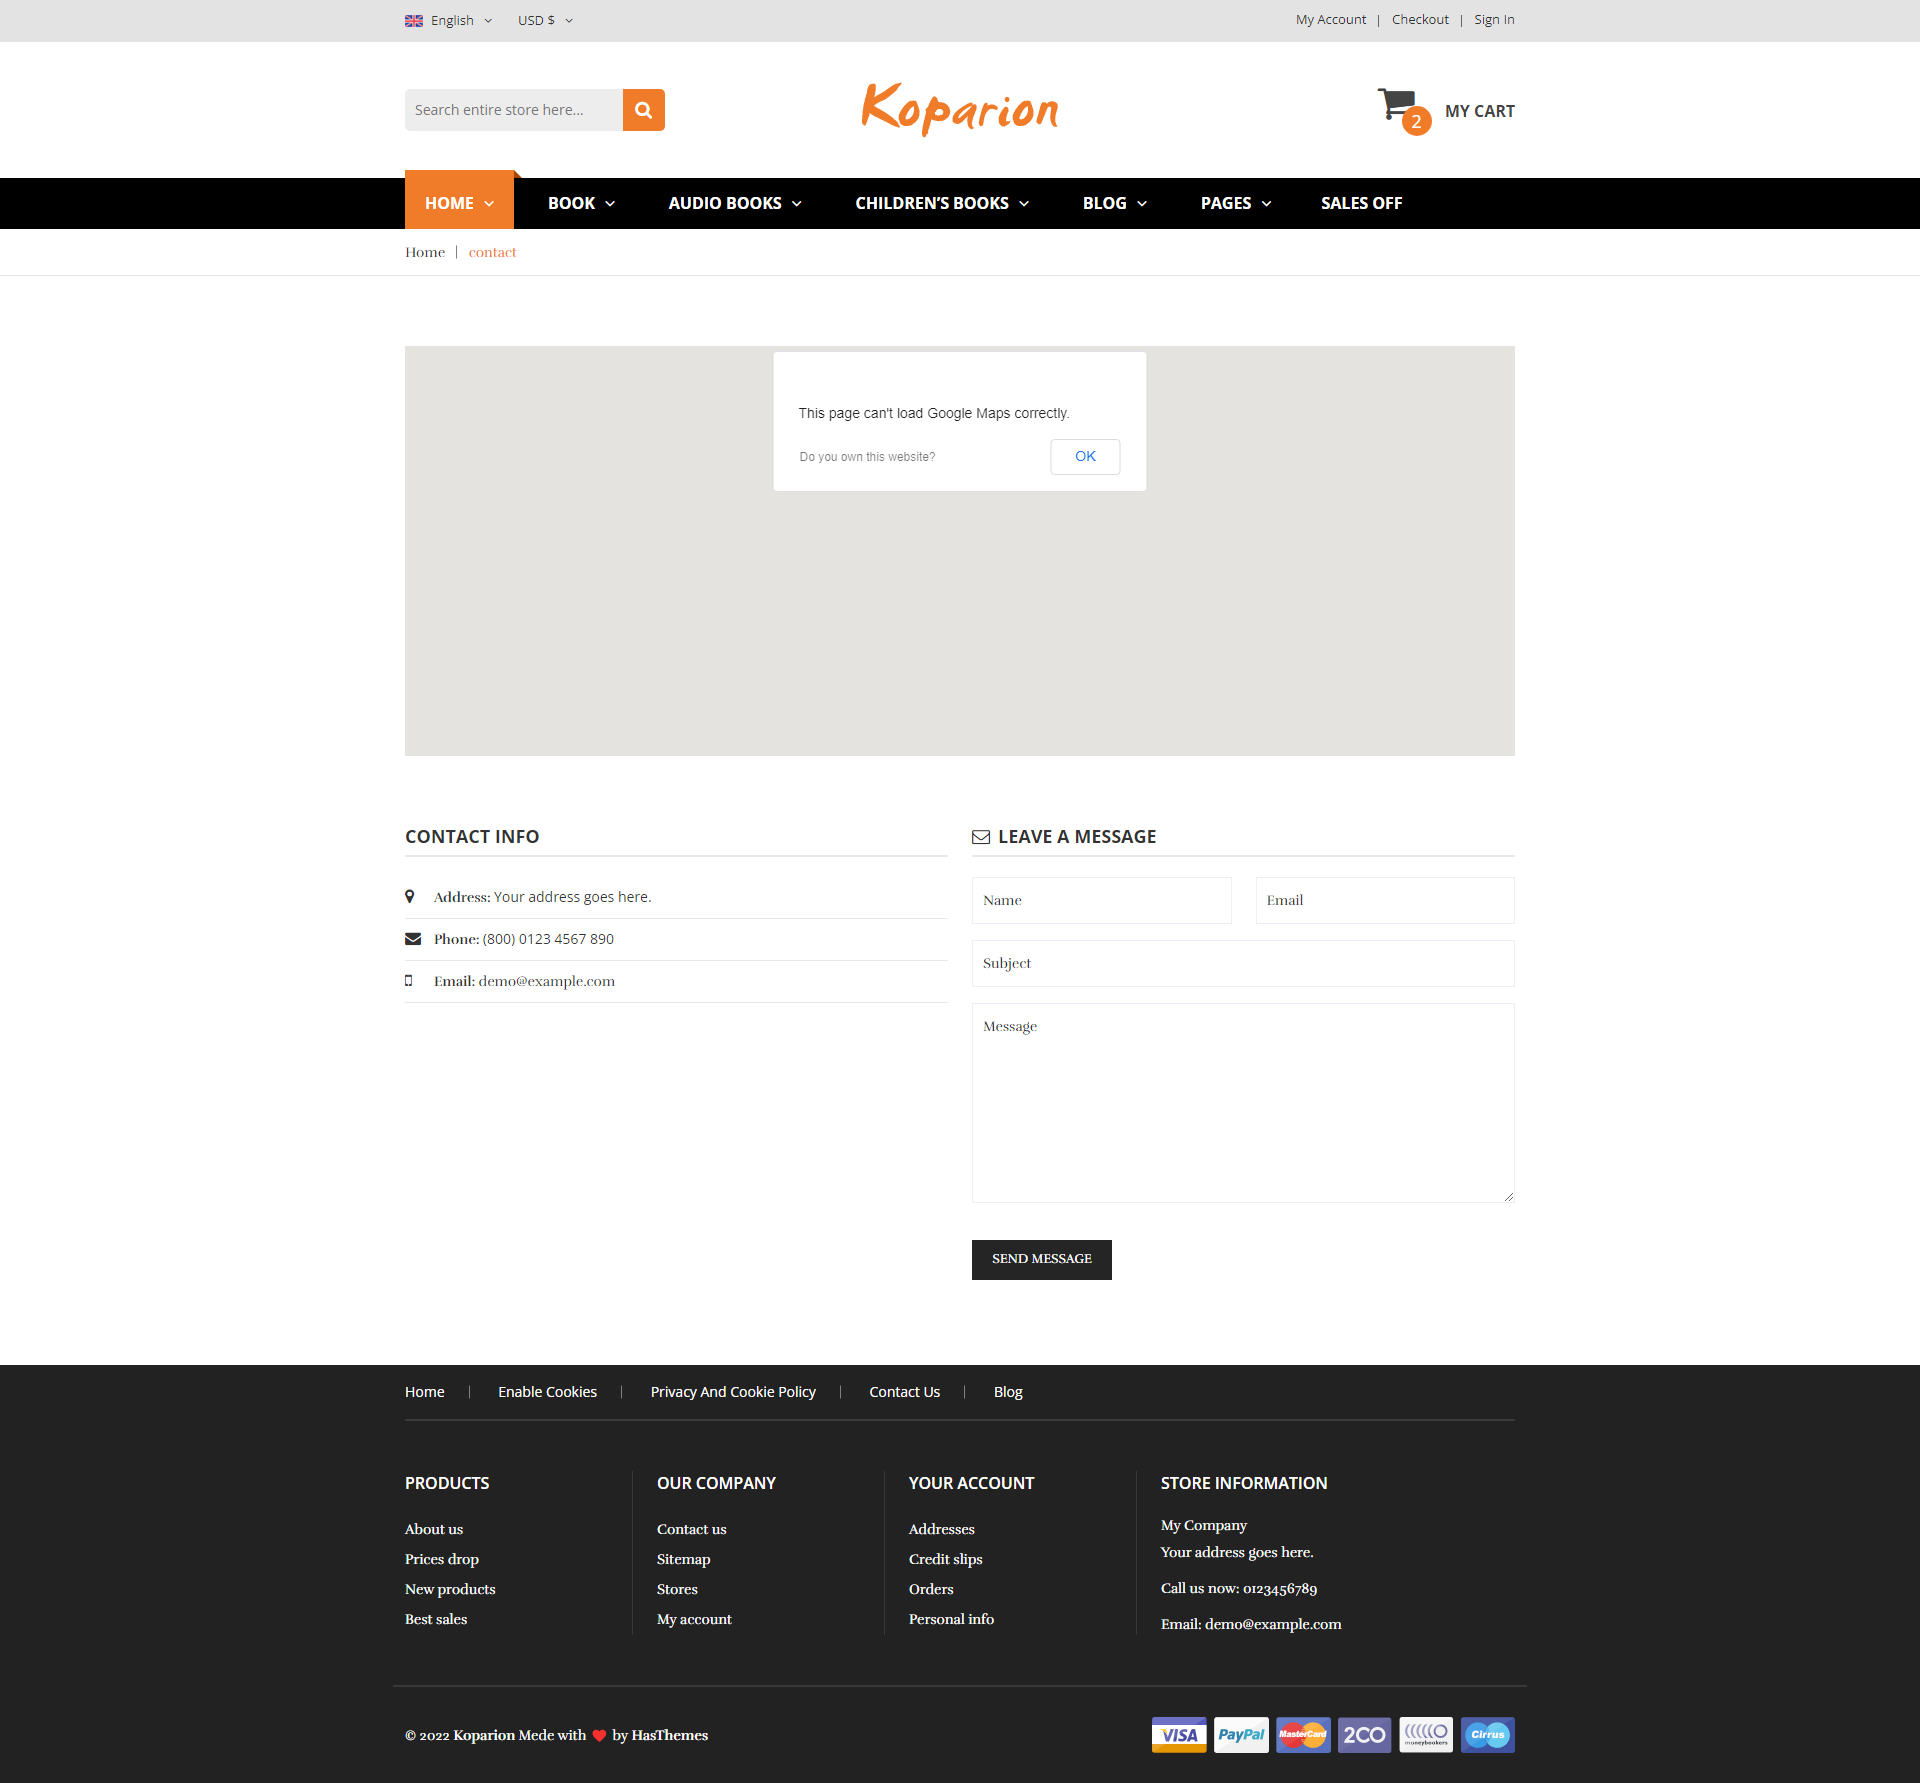 English USD $ My Account | Checkout | Sign In
Search entire store here...
Koparion
2
MY CART
HOME BOOK AUDIO BOOKS CHILDREN'S BOOKS BLOG PAGES SALES OFF
Home | contact
This page can't load Google Maps correctly.
Do you own this website? OK
CONTACT INFO
Address: Your address goes here.
Phone: (800) 0123 4567 890
Email: demo@example.com
LEAVE A MESSAGE
Name Email
Subject
Message
SEND MESSAGE
Home | Enable Cookies | Privacy And Cookie Policy | Contact Us | Blog
PRODUCTS
About us
Prices drop
New products
Best sales
OUR COMPANY
Contact us
Sitemap
Stores
My account
YOUR ACCOUNT
Addresses
Credit slips
Orders
Personal info
STORE INFORMATION
My Company
Your address goes here.
Call us now: 0123456789
Email: demo@example.com
© 2022 Koparion Mede with ❤ by HasThemes
VISA PayPal MasterCard 2CO moneybookers Cirrus